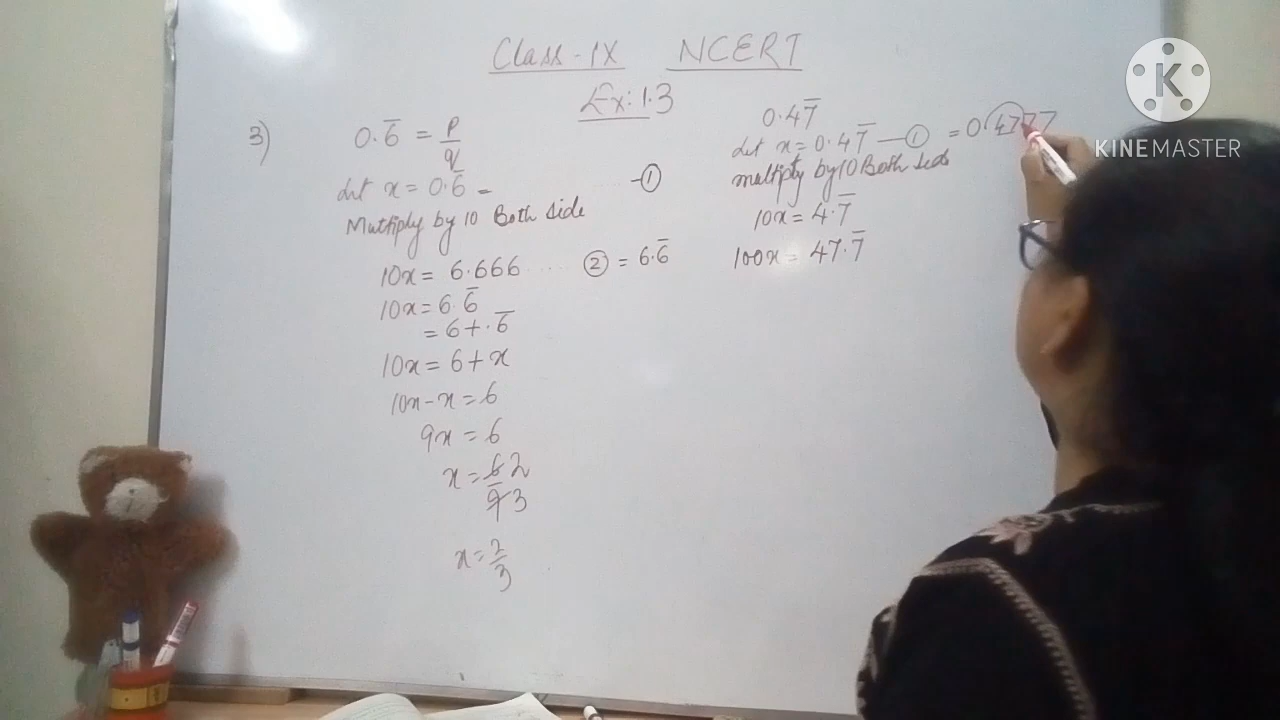 Class-IX NCERT
Ex: 1.3
3) 0.6̅ = p/q
Let x = 0.6̅ - —①
Multiply by 10 Both side
10x = 6.666 ..... ② = 6.6̅
10x = 6.6̅
= 6+.6̅
10x = 6+x
10x-x = 6
9x = 6
x = 6/9 2/3
x = 2/3
0.47̅
Let x = 0.47̅ —① = 0.4777
multiply by 10 Both side
10x = 4.7̅
100x = 47.7̅
K
KINEMASTER